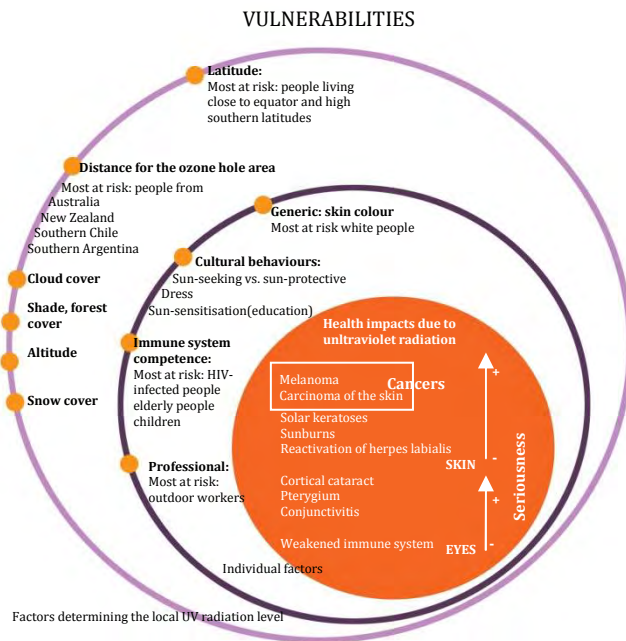 VULNERABILITIES
Latitude:
Most at risk: people living
close to equator and high
southern latitudes
Distance for the ozone hole area
Most at risk: people from
Australia
New Zealand
Southern Chile
Southern Argentina
Cloud cover
Shade, forest
cover
Altitude
Snow cover
Generic: skin colour
Most at risk white people
Cultural behaviours:
Sun-seeking vs. sun-protective
Dress
Sun-sensitisation(education)
Immune system
competence:
Most at risk: HIV-
infected people
elderly people
children
Professional:
Most at risk:
outdoor workers
Individual factors
Health impacts due to
unltraviolet radiation
Cancers
Melanoma
Carcinoma of the skin
Solar keratoses
Sunburns
Reactivation of herpes labialis
+
-
SKIN
Cortical cataract
Pterygium
Conjunctivitis
Weakened immune system
+
-
EYES
Seriousness
Factors determining the local UV radiation level